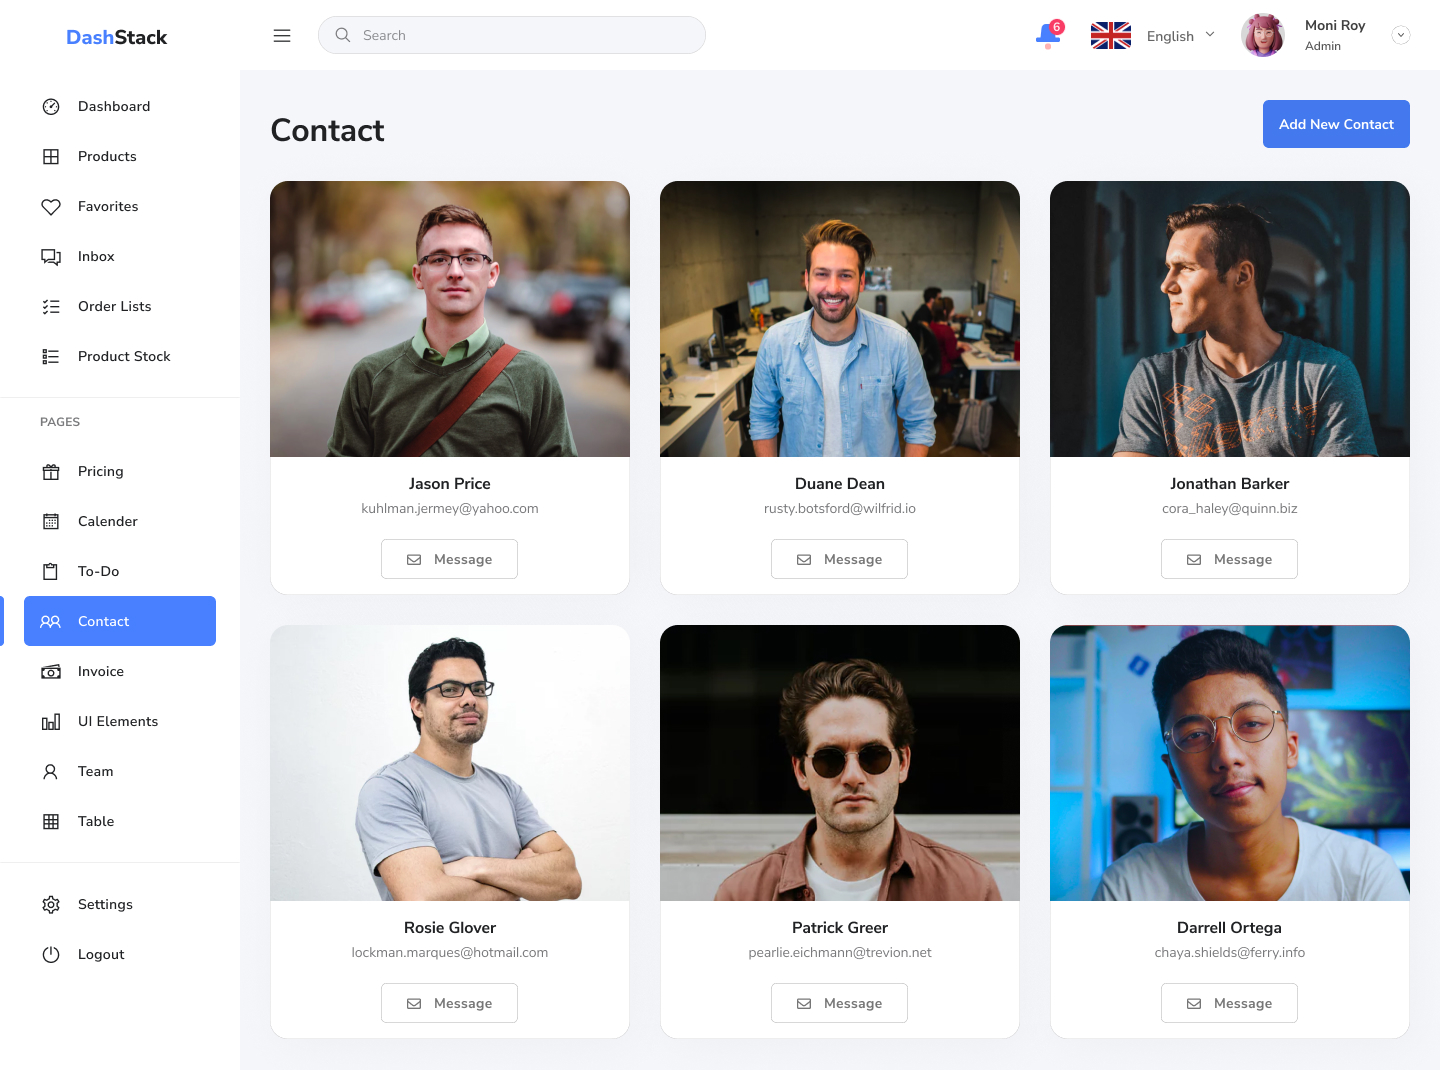 DashStack
Search
6
English
Moni Roy
Admin
Dashboard
Products
Favorites
Inbox
Order Lists
Product Stock
PAGES
Pricing
Calender
To-Do
Contact
Invoice
UI Elements
Team
Table
Settings
Logout
Contact
Add New Contact
Jason Price
kuhlman.jermey@yahoo.com
Message
Duane Dean
rusty.botsford@wilfrid.io
Message
Jonathan Barker
cora_haley@quinn.biz
Message
Rosie Glover
lockman.marques@hotmail.com
Message
Patrick Greer
pearlie.eichmann@trevion.net
Message
Darrell Ortega
chaya.shields@ferry.info
Message